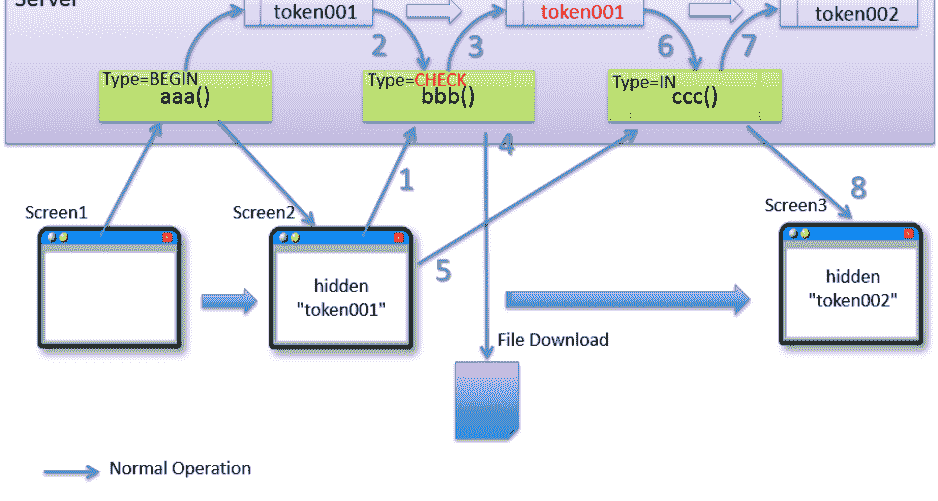 Server
token001
token001
token002
2
3
6
7
Type=BEGIN
aaa()
Type=CHECK
bbb()
Type=IN
ccc()
1
4
5
8
Screen1
Screen2
Screen3
hidden
"token001"
hidden
"token002"
File Download
Normal Operation